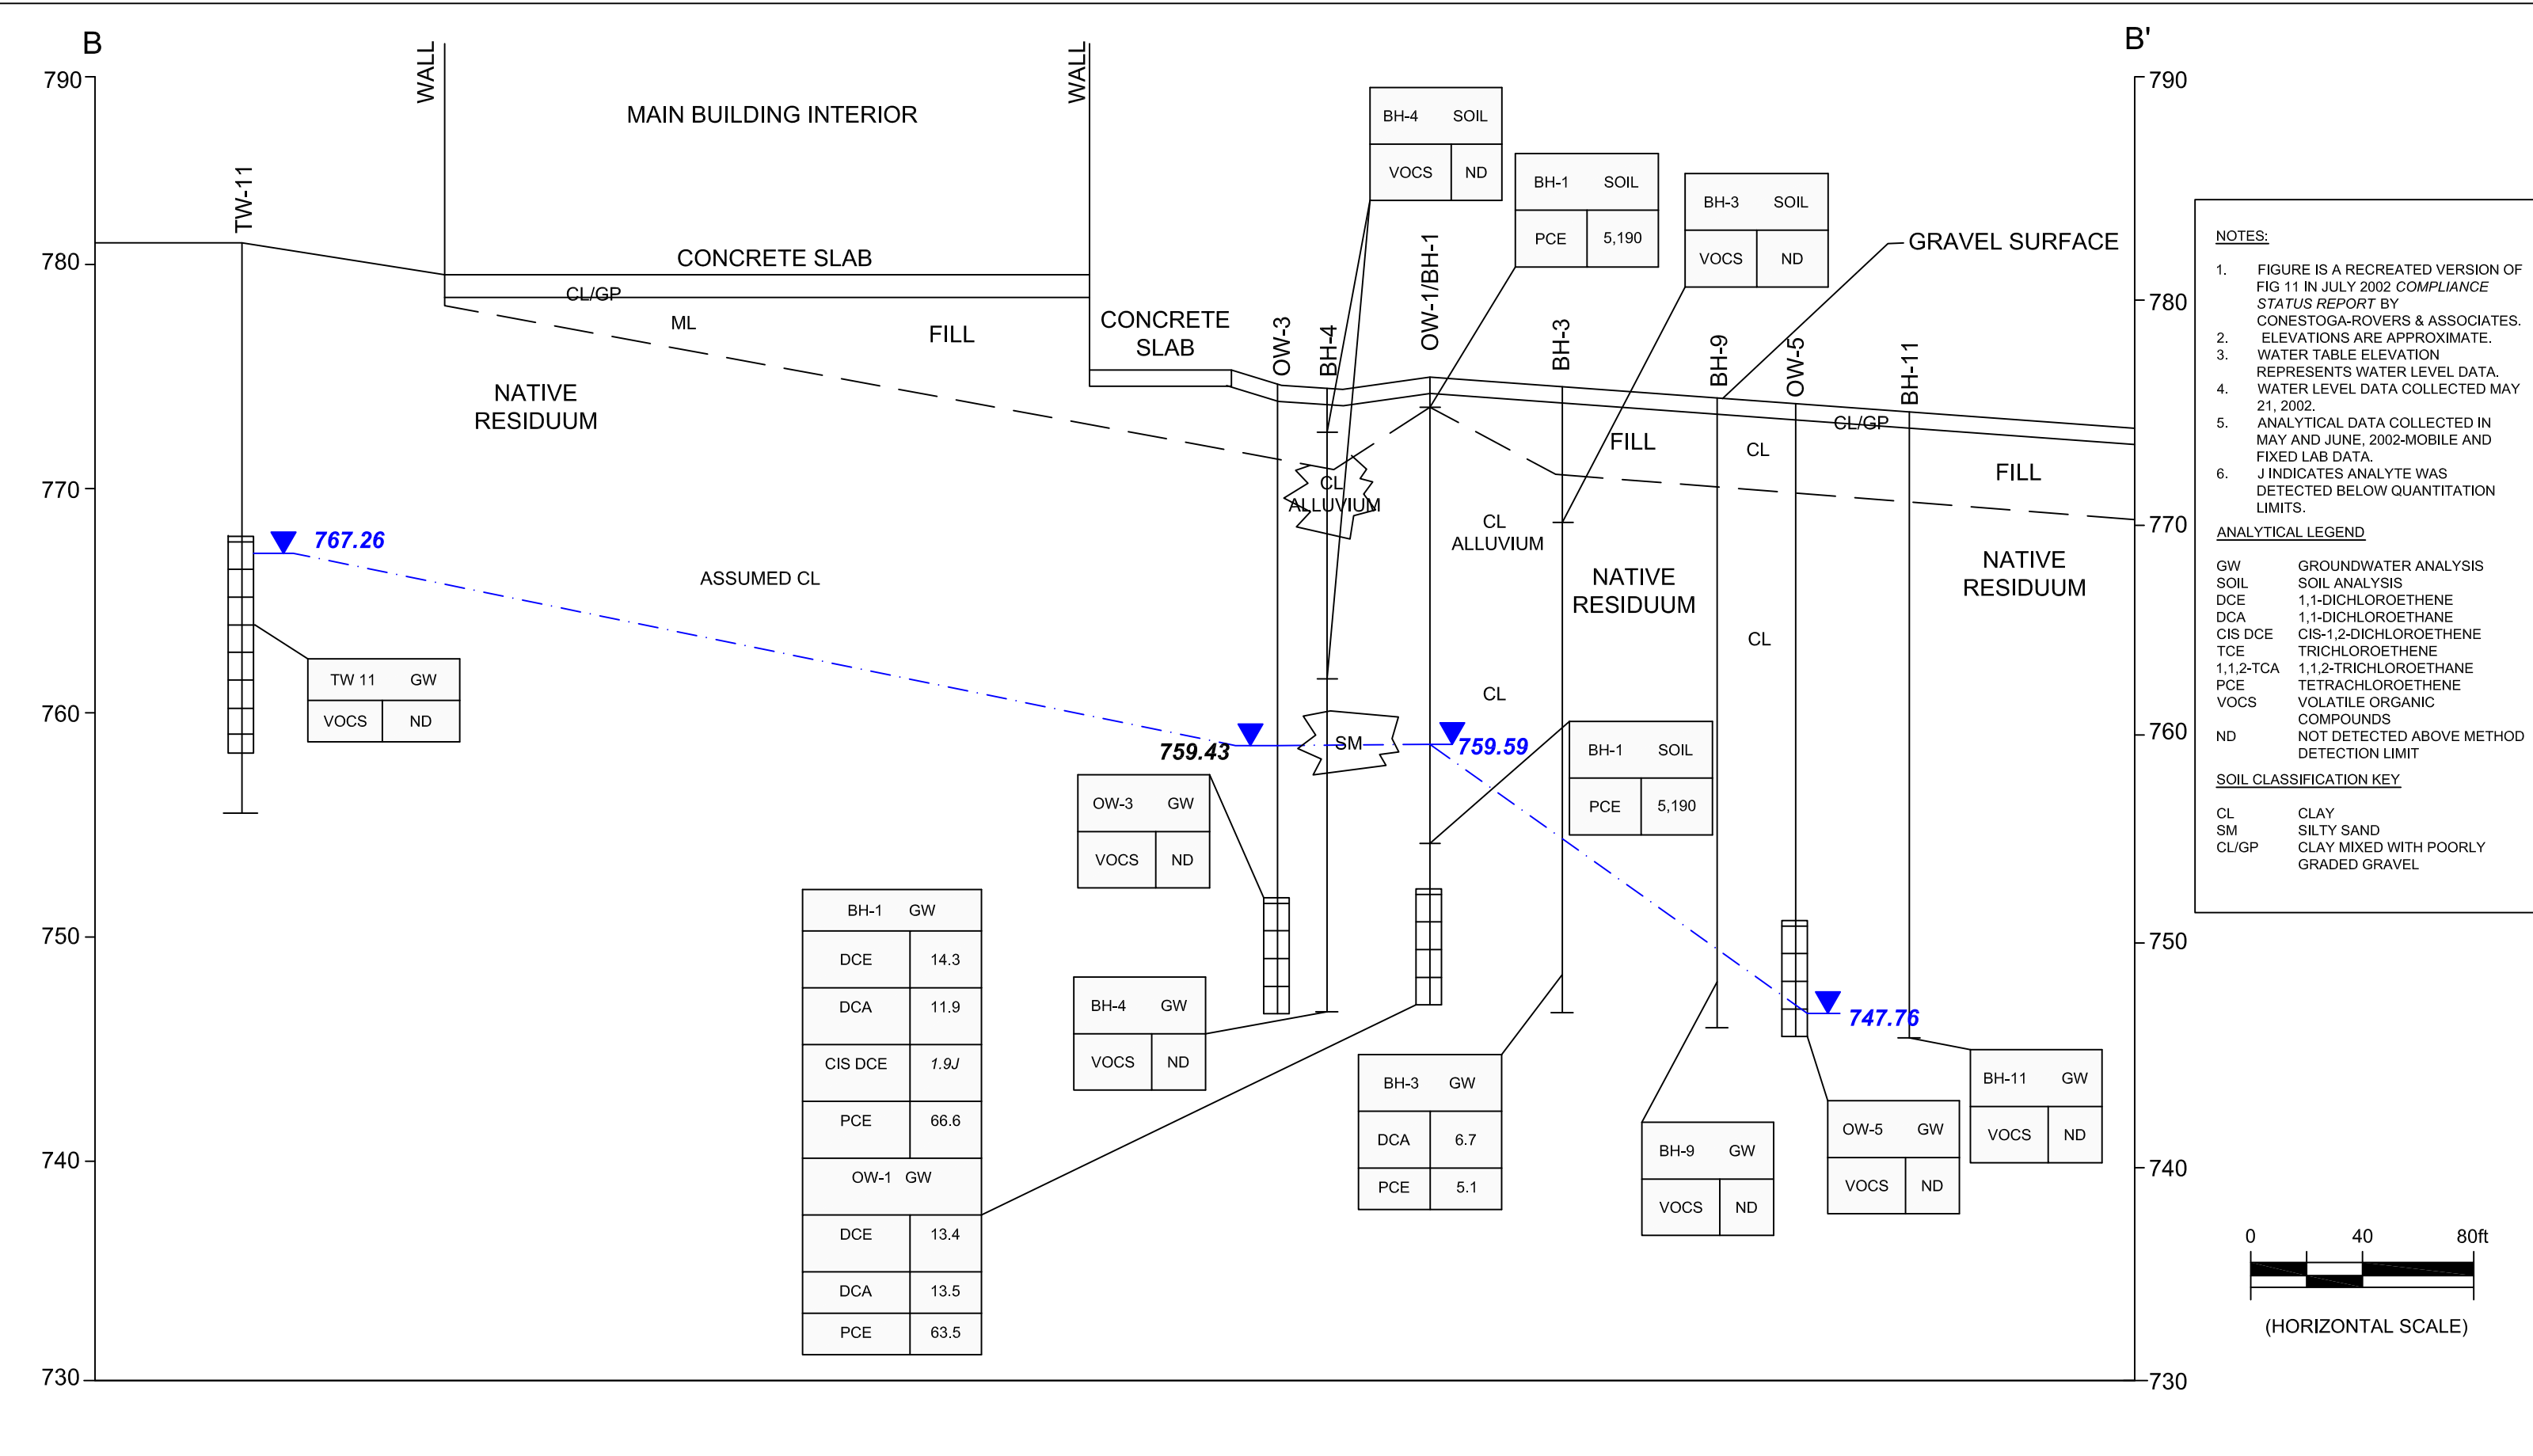 B
B'
790
780
770
760
750
740
730
790
780
770
760
750
740
730
WALL
MAIN BUILDING INTERIOR
WALL
TW-11
CONCRETE SLAB
CL/GP
ML
FILL
NATIVE
RESIDUUM
CONCRETE
SLAB
OW-3
BH-4
OW-1/BH-1
BH-3
BH-9
OW-5
BH-11
BH-4 SOIL
VOCS ND
BH-1 SOIL
PCE 5,190
BH-3 SOIL
VOCS ND
GRAVEL SURFACE
CL/GP
FILL
CL
FILL
CL
ALLUVIUM
CL
ALLUVIUM
NATIVE
RESIDUUM
NATIVE
RESIDUUM
767.26
ASSUMED CL
CL
CL
TW 11 GW
VOCS ND
759.43
SM
759.59
BH-1 SOIL
PCE 5,190
OW-3 GW
VOCS ND
BH-1 GW
DCE 14.3
DCA 11.9
CIS DCE 1.9J
PCE 66.6
OW-1 GW
DCE 13.4
DCA 13.5
PCE 63.5
BH-4 GW
VOCS ND
BH-3 GW
DCA 6.7
PCE 5.1
747.76
BH-9 GW
VOCS ND
OW-5 GW
VOCS ND
BH-11 GW
VOCS ND
NOTES:
1. FIGURE IS A RECREATED VERSION OF
FIG 11 IN JULY 2002 COMPLIANCE
STATUS REPORT BY
CONESTOGA-ROVERS & ASSOCIATES.
2. ELEVATIONS ARE APPROXIMATE.
3. WATER TABLE ELEVATION
REPRESENTS WATER LEVEL DATA.
4. WATER LEVEL DATA COLLECTED MAY
21, 2002.
5. ANALYTICAL DATA COLLECTED IN
MAY AND JUNE, 2002-MOBILE AND
FIXED LAB DATA.
6. J INDICATES ANALYTE WAS
DETECTED BELOW QUANTITATION
LIMITS.
ANALYTICAL LEGEND
GW GROUNDWATER ANALYSIS
SOIL SOIL ANALYSIS
DCE 1,1-DICHLOROETHENE
DCA 1,1-DICHLOROETHANE
CIS DCE CIS-1,2-DICHLOROETHENE
TCE TRICHLOROETHENE
1,1,2-TCA 1,1,2-TRICHLOROETHANE
PCE TETRACHLOROETHENE
VOCS VOLATILE ORGANIC
COMPOUNDS
ND NOT DETECTED ABOVE METHOD
DETECTION LIMIT
SOIL CLASSIFICATION KEY
CL CLAY
SM SILTY SAND
CL/GP CLAY MIXED WITH POORLY
GRADED GRAVEL
0 40 80ft
(HORIZONTAL SCALE)